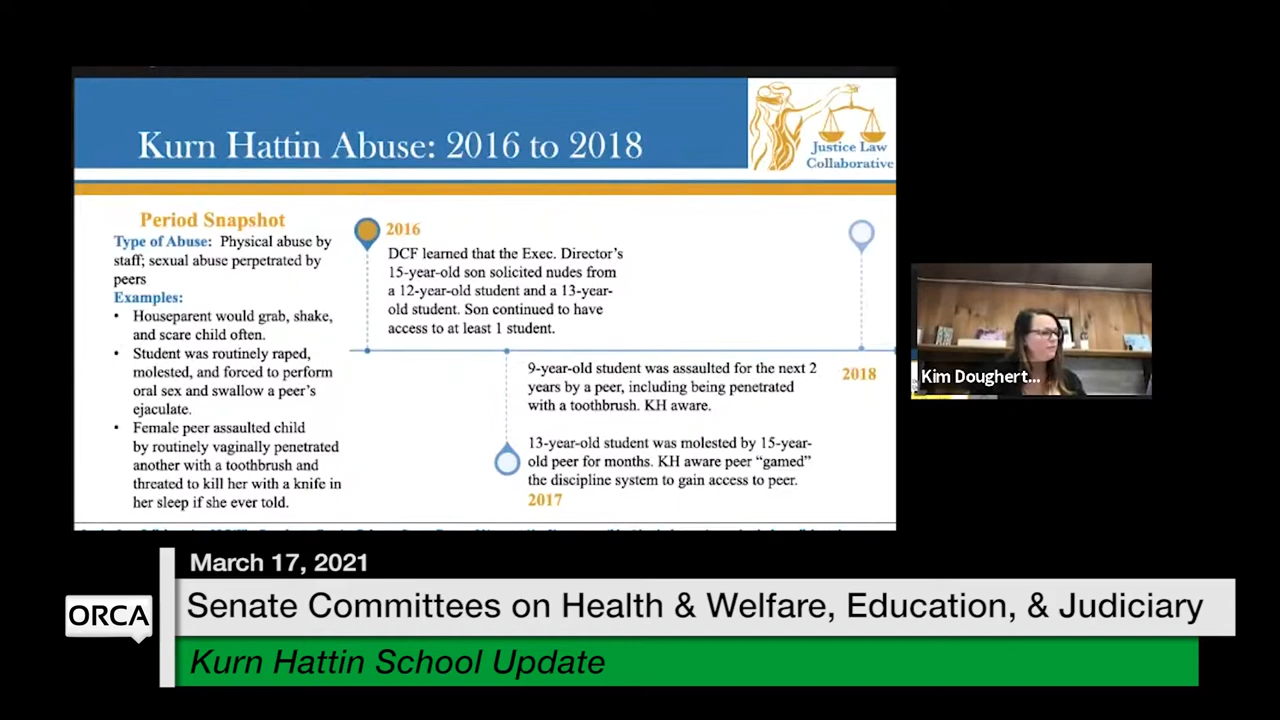 Kurn Hattin Abuse: 2016 to 2018
Justice Law
Collaborative
Period Snapshot
Type of Abuse: Physical abuse by
staff; sexual abuse perpetrated by
peers
Examples:
• Houseparent would grab, shake,
and scare child often.
• Student was routinely raped,
molested, and forced to perform
oral sex and swallow a peer's
ejaculate.
• Female peer assaulted child
by routinely vaginally penetrated
another with a toothbrush and
threated to kill her with a knife in
her sleep if she ever told.
2016
DCF learned that the Exec. Director's
15-year-old son solicited nudes from
a 12-year-old student and a 13-year-
old student. Son continued to have
access to at least 1 student.
9-year-old student was assaulted for the next 2
years by a peer, including being penetrated
with a toothbrush. KH aware.
13-year-old student was molested by 15-year-
old peer for months. KH aware peer "gamed"
the discipline system to gain access to peer.
2017
2018
Kim Doughert...
March 17, 2021
ORCA
Senate Committees on Health & Welfare, Education, & Judiciary
Kurn Hattin School Update